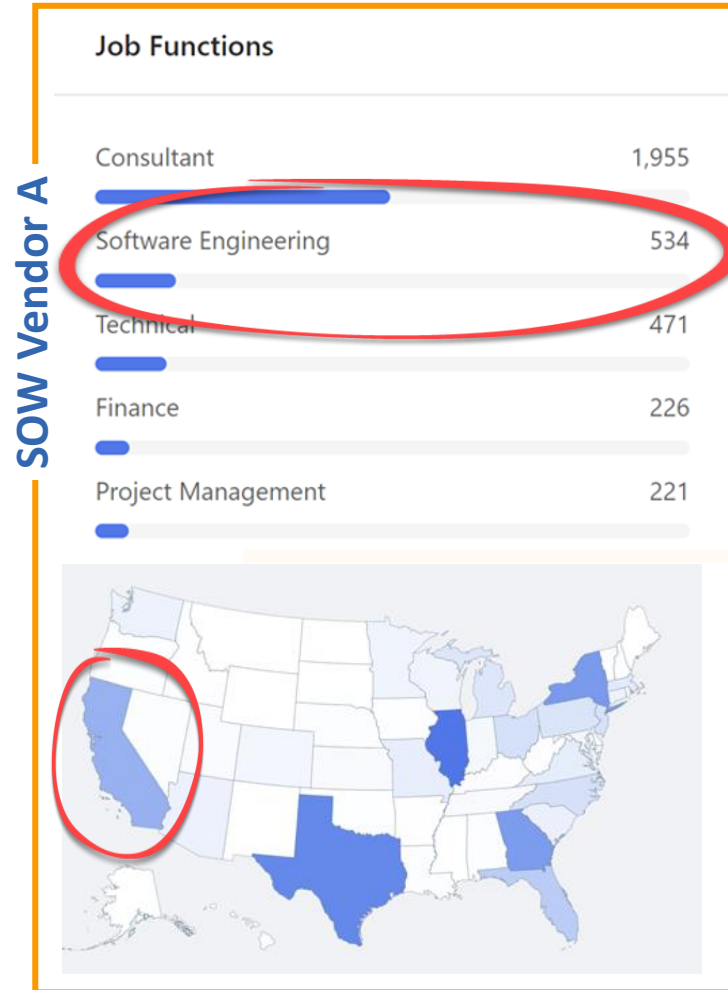 Job Functions
SOW Vendor A
Consultant 1,955
Software Engineering 534
Technical 471
Finance 226
Project Management 221